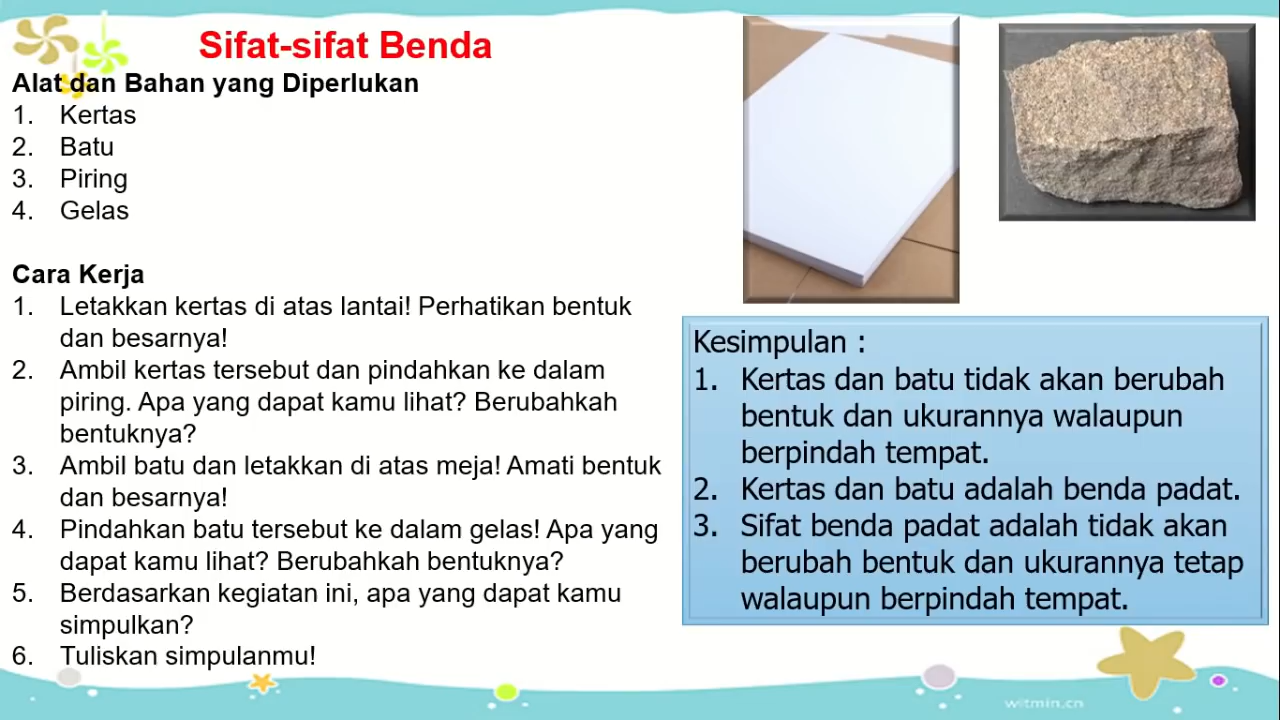 Sifat-sifat Benda
Alat dan Bahan yang Diperlukan
1. Kertas
2. Batu
3. Piring
4. Gelas
Cara Kerja
1. Letakkan kertas di atas lantai! Perhatikan bentuk
dan besarnya!
2. Ambil kertas tersebut dan pindahkan ke dalam
piring. Apa yang dapat kamu lihat? Berubahkah
bentuknya?
3. Ambil batu dan letakkan di atas meja! Amati bentuk
dan besarnya!
4. Pindahkan batu tersebut ke dalam gelas! Apa yang
dapat kamu lihat? Berubahkah bentuknya?
5. Berdasarkan kegiatan ini, apa yang dapat kamu
simpulkan?
6. Tuliskan simpulanmu!
Kesimpulan :
1. Kertas dan batu tidak akan berubah
bentuk dan ukurannya walaupun
berpindah tempat.
2. Kertas dan batu adalah benda padat.
3. Sifat benda padat adalah tidak akan
berubah bentuk dan ukurannya tetap
walaupun berpindah tempat.
witmin.cn